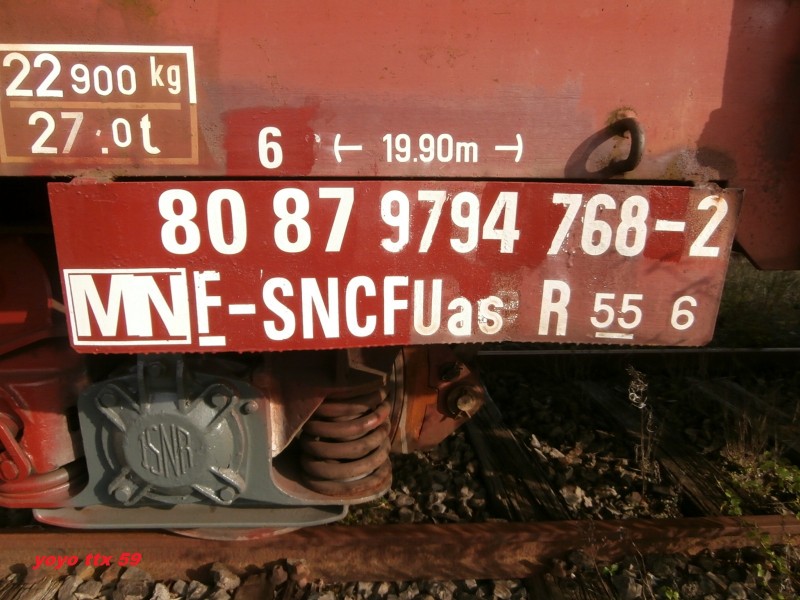 22 900 kg
27.0t
6 19.90m
80 87 9794 768-2
MN F-SNCF Uas R 55 6
SNR
yoyo ttx 59